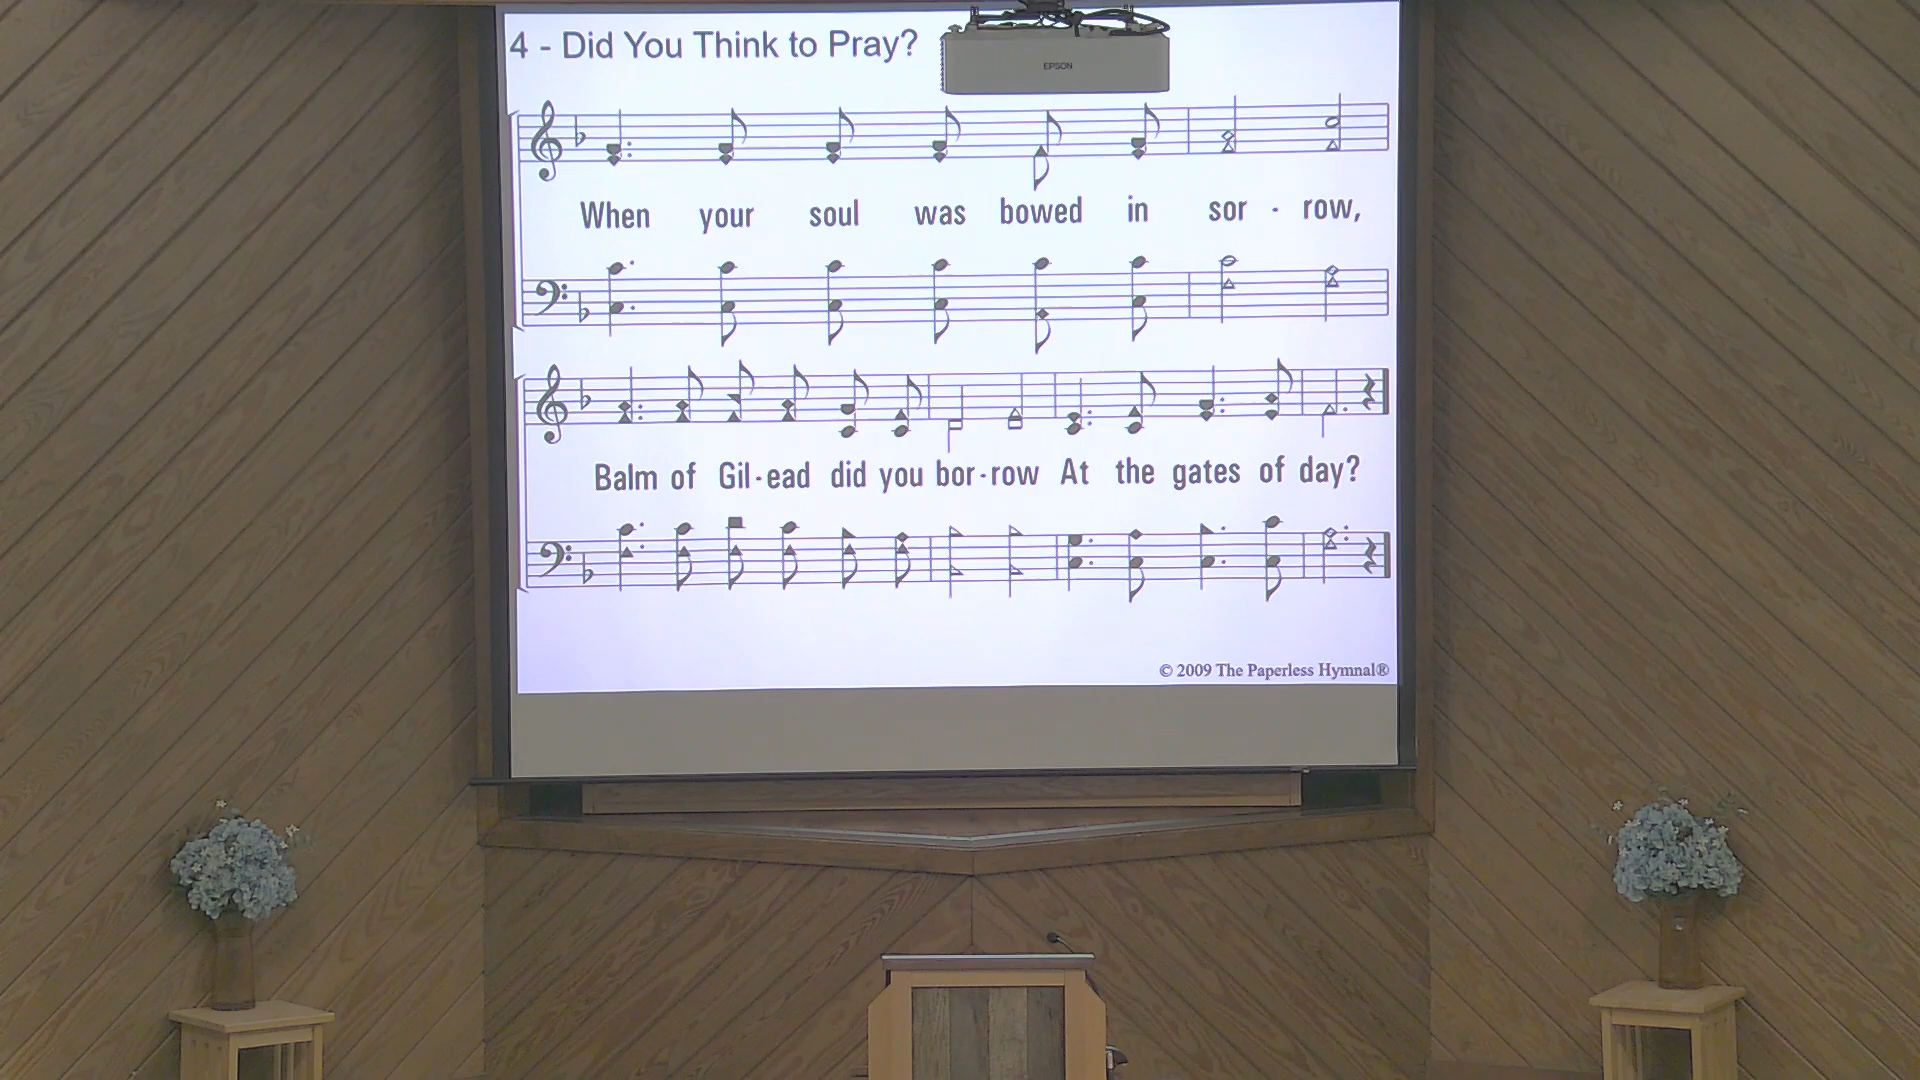 4 - Did You Think to Pray?
EPSON
When your soul was bowed in sor - row,
Balm of Gil-ead did you bor-row At the gates of day?
© 2009 The Paperless Hymnal®